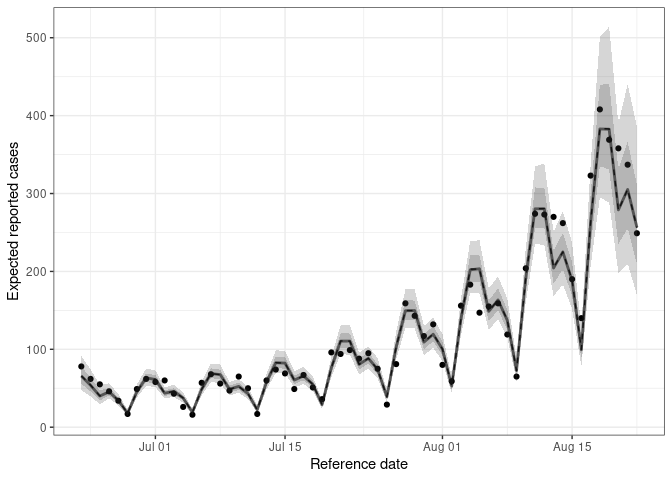 500
400
300
200
100
0
Expected reported cases
Jul 01
Jul 15
Aug 01
Aug 15
Reference date